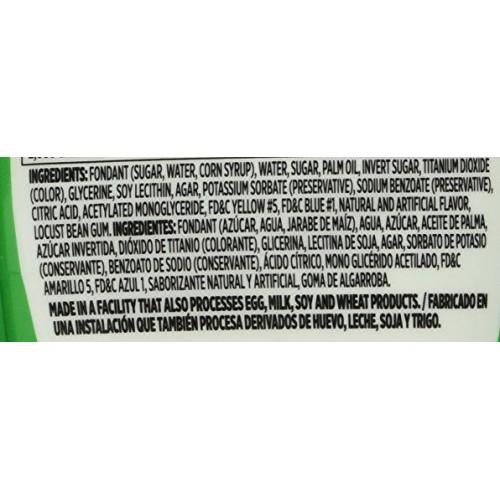 INGREDIENTS: FONDANT (SUGAR, WATER, CORN SYRUP), WATER, SUGAR, PALM OIL, INVERT SUGAR, TITANIUM DIOXIDE
(COLOR), GLYCERINE, SOY LECITHIN, AGAR, POTASSIUM SORBATE (PRESERVATIVE), SODIUM BENZOATE (PRESERVATIVE),
CITRIC ACID, ACETYLATED MONOGLYCERIDE, FD&C YELLOW #5, FD&C BLUE #1, NATURAL AND ARTIFICIAL FLAVOR,
LOCUST BEAN GUM. INGREDIENTES: FONDANT (AZÚCAR, AGUA, JARABE DE MAÍZ), AGUA, AZÚCAR, ACEITE DE PALMA,
AZÚCAR INVERTIDA, DIÓXIDO DE TITANIO (COLORANTE), GLICERINA, LECITINA DE SOJA, AGAR, SORBATO DE POTASIO
(CONSERVANTE), BENZOATO DE SODIO (CONSERVANTE), ÁCIDO CÍTRICO, MONO GLICÉRIDO ACETILADO, FD&C
AMARILLO 5, FD&C AZUL 1, SABORIZANTE NATURAL Y ARTIFICIAL, GOMA DE ALGARROBA.
MADE IN A FACILITY THAT ALSO PROCESSES EGG, MILK, SOY AND WHEAT PRODUCTS. / FABRICADO EN
UNA INSTALACIÓN QUE TAMBIÉN PROCESA DERIVADOS DE HUEVO, LECHE, SOJA Y TRIGO.